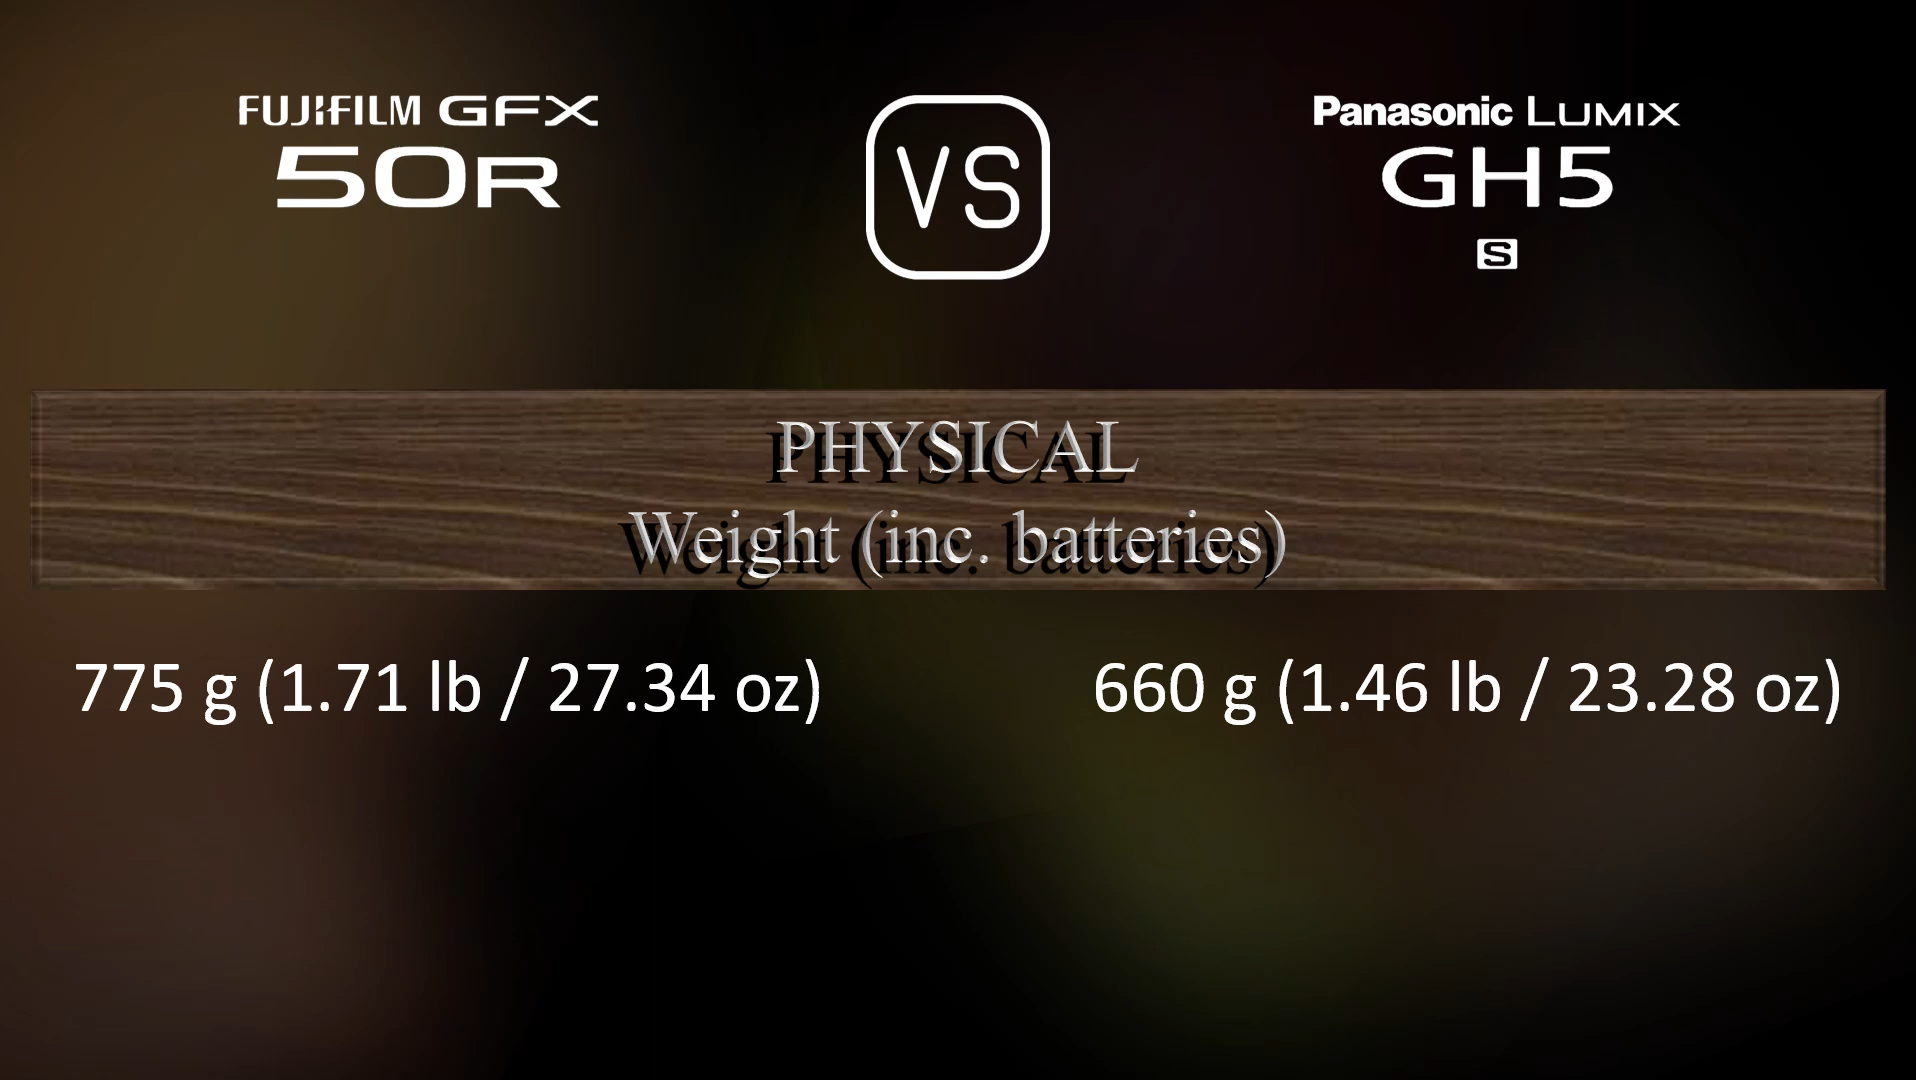 FUJIFILM GFX
50R
VS
Panasonic LUMIX
GH5
S
PHYSICAL
Weight (inc. batteries)
775 g (1.71 lb / 27.34 oz)
660 g (1.46 lb / 23.28 oz)